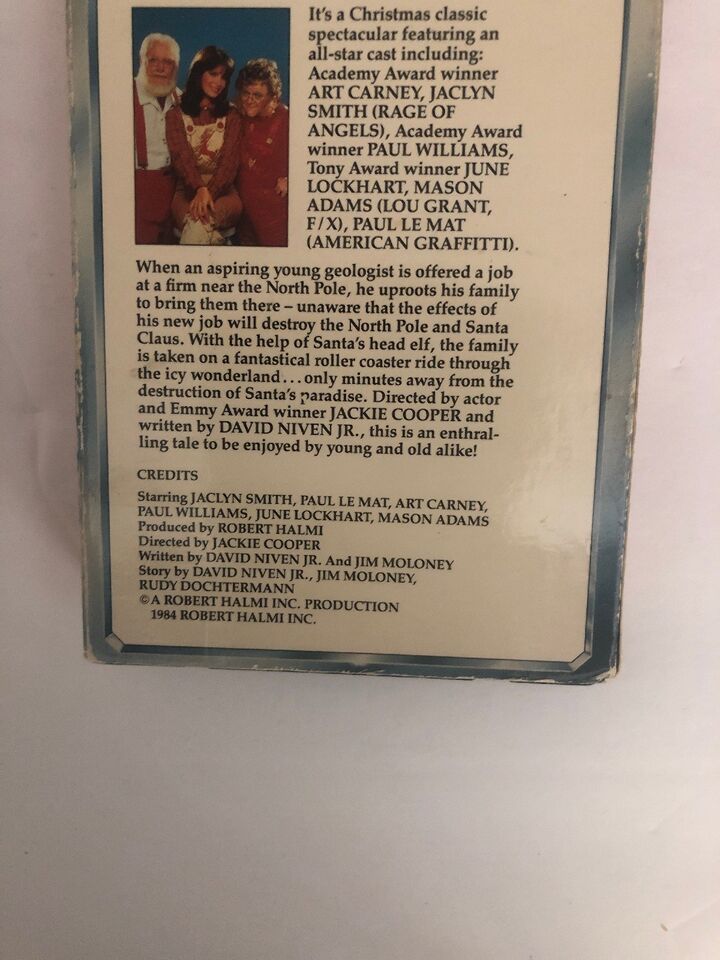 It's a Christmas classic
spectacular featuring an
all-star cast including:
Academy Award winner
ART CARNEY, JACLYN
SMITH (RAGE OF
ANGELS), Academy Award
winner PAUL WILLIAMS,
Tony Award winner JUNE
LOCKHART, MASON
ADAMS (LOU GRANT,
F/X), PAUL LE MAT
(AMERICAN GRAFFITTI).
When an aspiring young geologist is offered a job
at a firm near the North Pole, he uproots his family
to bring them there – unaware that the effects of
his new job will destroy the North Pole and Santa
Claus. With the help of Santa's head elf, the family
is taken on a fantastical roller coaster ride through
the icy wonderland...only minutes away from the
destruction of Santa's paradise. Directed by actor
and Emmy Award winner JACKIE COOPER and
written by DAVID NIVEN JR., this is an enthral-
ling tale to be enjoyed by young and old alike!
CREDITS
Starring JACLYN SMITH, PAUL LE MAT, ART CARNEY,
PAUL WILLIAMS, JUNE LOCKHART, MASON ADAMS
Produced by ROBERT HALMI
Directed by JACKIE COOPER
Written by DAVID NIVEN JR. And JIM MOLONEY
Story by DAVID NIVEN JR., JIM MOLONEY,
RUDY DOCHTERMANN
© A ROBERT HALMI INC. PRODUCTION
1984 ROBERT HALMI INC.